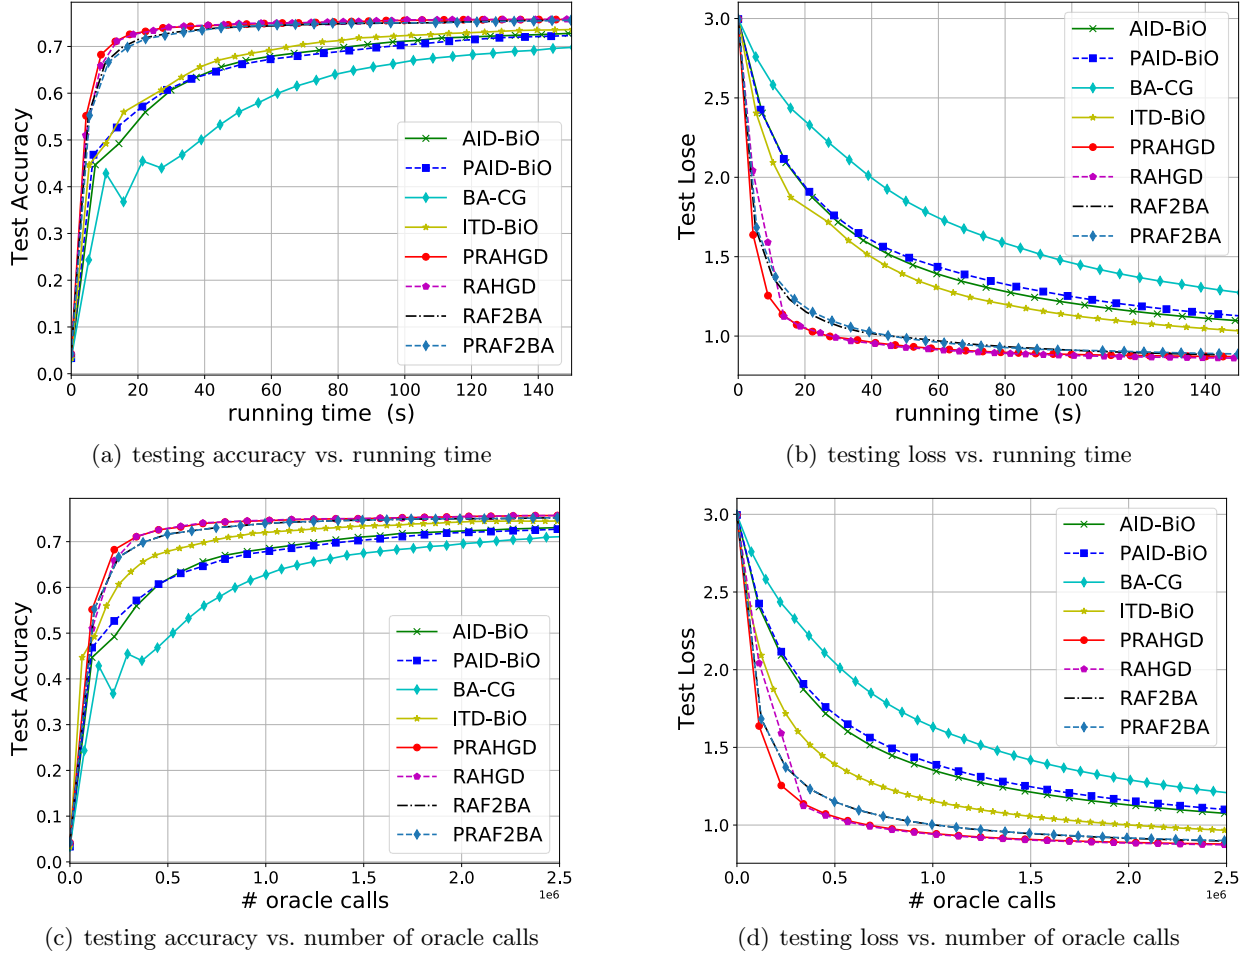 0.7
0.6
0.5
0.4
0.3
0.2
0.1
0.0
Test Accuracy
0 20 40 60 80 100 120 140
running time (s)
AID-BiO
PAID-BiO
BA-CG
ITD-BiO
PRAHGD
RAHGD
RAF2BA
PRAF2BA
(a) testing accuracy vs. running time
3.0
2.5
2.0
1.5
1.0
Test Lose
0 20 40 60 80 100 120 140
running time (s)
AID-BiO
PAID-BiO
BA-CG
ITD-BiO
PRAHGD
RAHGD
RAF2BA
PRAF2BA
(b) testing loss vs. running time
0.7
0.6
0.5
0.4
0.3
0.2
0.1
0.0
Test Accuracy
0.0 0.5 1.0 1.5 2.0 2.5
1e6
# oracle calls
AID-BiO
PAID-BiO
BA-CG
ITD-BiO
PRAHGD
RAHGD
RAF2BA
PRAF2BA
(c) testing accuracy vs. number of oracle calls
3.0
2.5
2.0
1.5
1.0
Test Loss
0.0 0.5 1.0 1.5 2.0 2.5
1e6
# oracle calls
AID-BiO
PAID-BiO
BA-CG
ITD-BiO
PRAHGD
RAHGD
RAF2BA
PRAF2BA
(d) testing loss vs. number of oracle calls